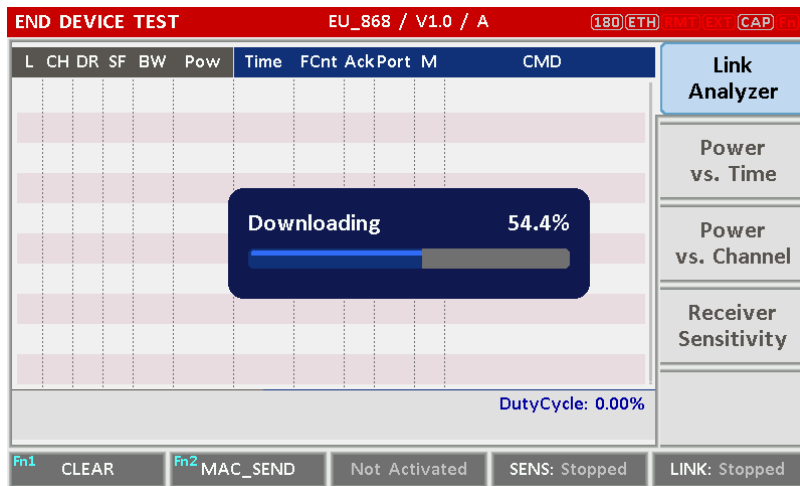 END DEVICE TEST EU_868 / V1.0 / A 180 ETH RMT EXT CAP Fn
L CH DR SF BW Pow Time FCnt Ack Port M CMD
Link
Analyzer
Power
vs. Time
Downloading 54.4%
Power
vs. Channel
Receiver
Sensitivity
DutyCycle: 0.00%
Fn1 CLEAR Fn2 MAC_SEND Not Activated SENS: Stopped LINK: Stopped